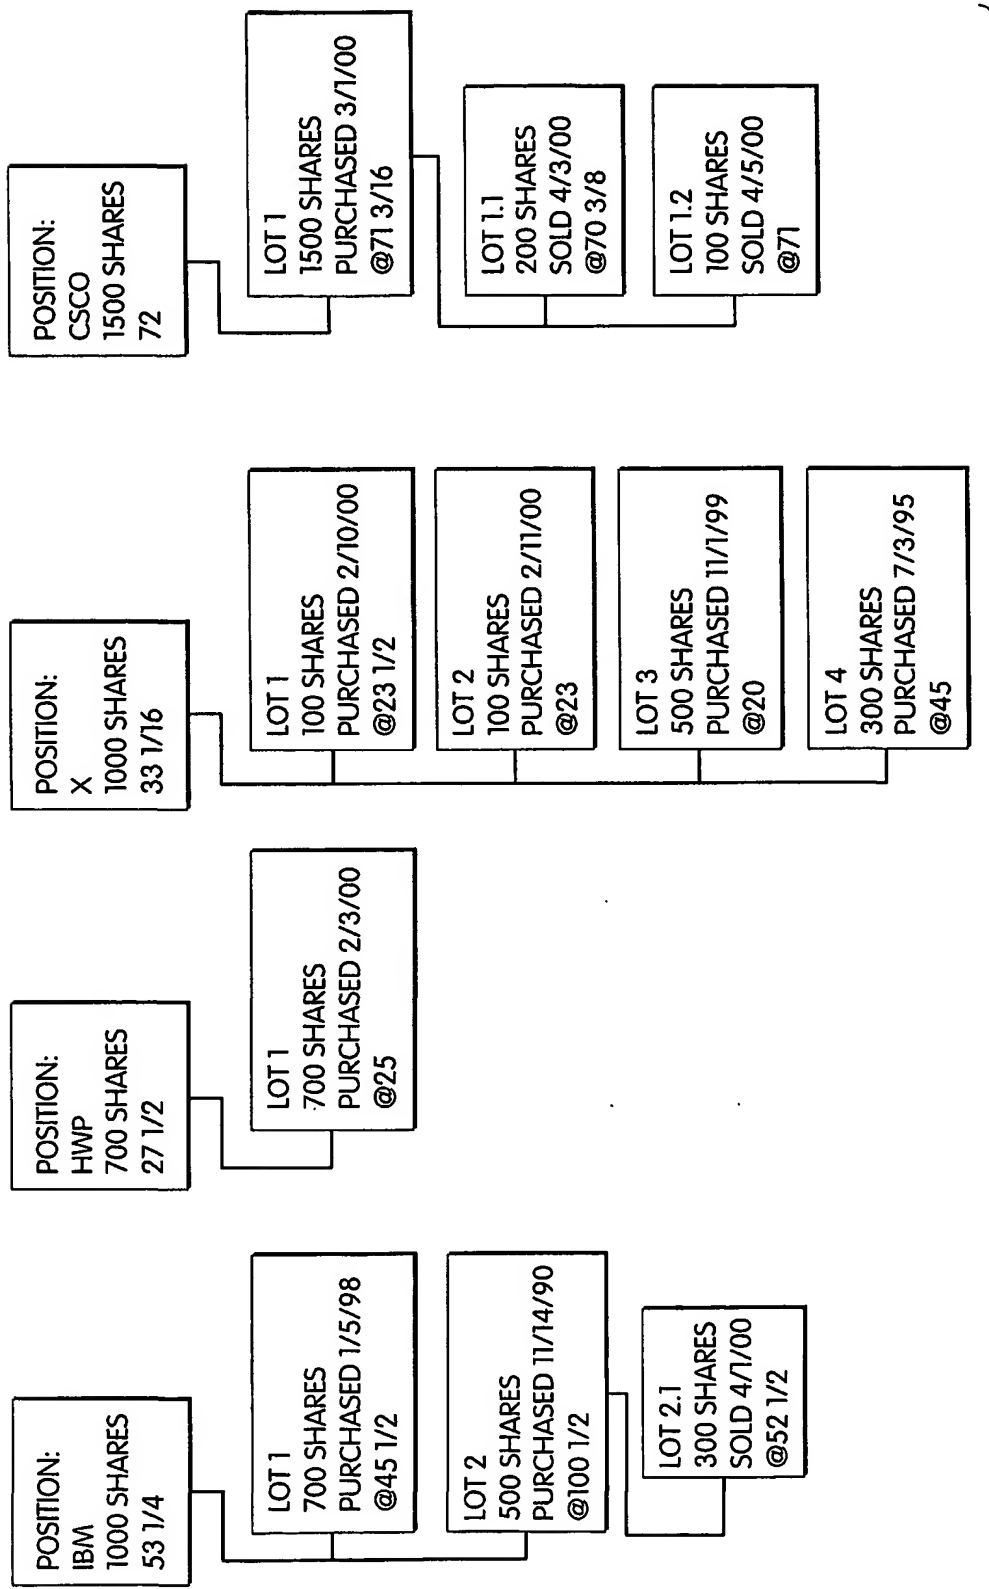 POSITION:
IBM
1000 SHARES
53 1/4
LOT 1
700 SHARES
PURCHASED 1/5/98
@45 1/2
LOT 2
500 SHARES
PURCHASED 11/14/90
@100 1/2
LOT 2.1
300 SHARES
SOLD 4/1/00
@52 1/2
POSITION:
HWP
700 SHARES
27 1/2
LOT 1
700 SHARES
PURCHASED 2/3/00
@25
POSITION:
X
1000 SHARES
33 1/16
LOT 1
100 SHARES
PURCHASED 2/10/00
@23 1/2
LOT 2
100 SHARES
PURCHASED 2/11/00
@23
LOT 3
500 SHARES
PURCHASED 11/1/99
@20
LOT 4
300 SHARES
PURCHASED 7/3/95
@45
POSITION:
CSCO
1500 SHARES
72
LOT 1
1500 SHARES
PURCHASED 3/1/00
@71 3/16
LOT 1.1
200 SHARES
SOLD 4/3/00
@70 3/8
LOT 1.2
100 SHARES
SOLD 4/5/00
@71